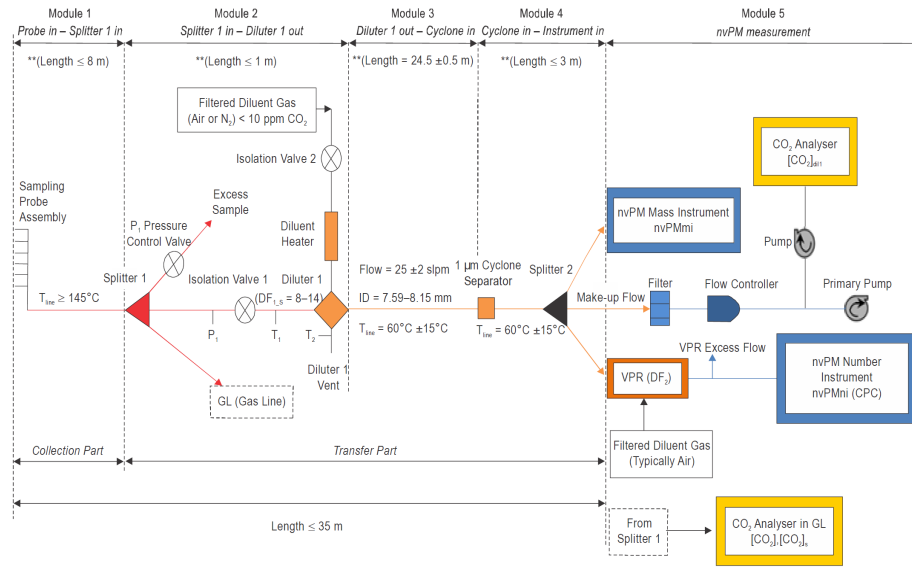 Module 1
Probe in – Splitter 1 in
**(Length ≤ 8 m)
Module 2
Splitter 1 in – Diluter 1 out
**(Length ≤ 1 m)
Module 3
Diluter 1 out – Cyclone in
**(Length = 24.5 ±0.5 m)
Module 4
Cyclone in – Instrument in
**(Length ≤ 3 m)
Module 5
nvPM measurement
Filtered Diluent Gas
(Air or N₂) < 10 ppm CO₂
Isolation Valve 2
Sampling
Probe
Assembly
Excess
Sample
P₁ Pressure
Control Valve
Diluent
Heater
Splitter 1
Isolation Valve 1
Diluter 1
(DF₁_S = 8–14)
T_line ≥ 145°C
P₁
T₁
T₂
Diluter 1
Vent
GL (Gas Line)
Flow = 25 ±2 slpm
ID = 7.59–8.15 mm
T_line = 60°C ±15°C
1 μm Cyclone
Separator
T_line = 60°C ±15°C
Splitter 2
CO₂ Analyser
[CO₂]dil1
nvPM Mass Instrument
nvPMmi
Pump
Make-up Flow
Filter
Flow Controller
Primary Pump
VPR Excess Flow
VPR (DF₂)
nvPM Number
Instrument
nvPMni (CPC)
Filtered Diluent Gas
(Typically Air)
Collection Part
Transfer Part
Length ≤ 35 m
From
Splitter 1
CO₂ Analyser in GL
[CO₂],[CO₂]s